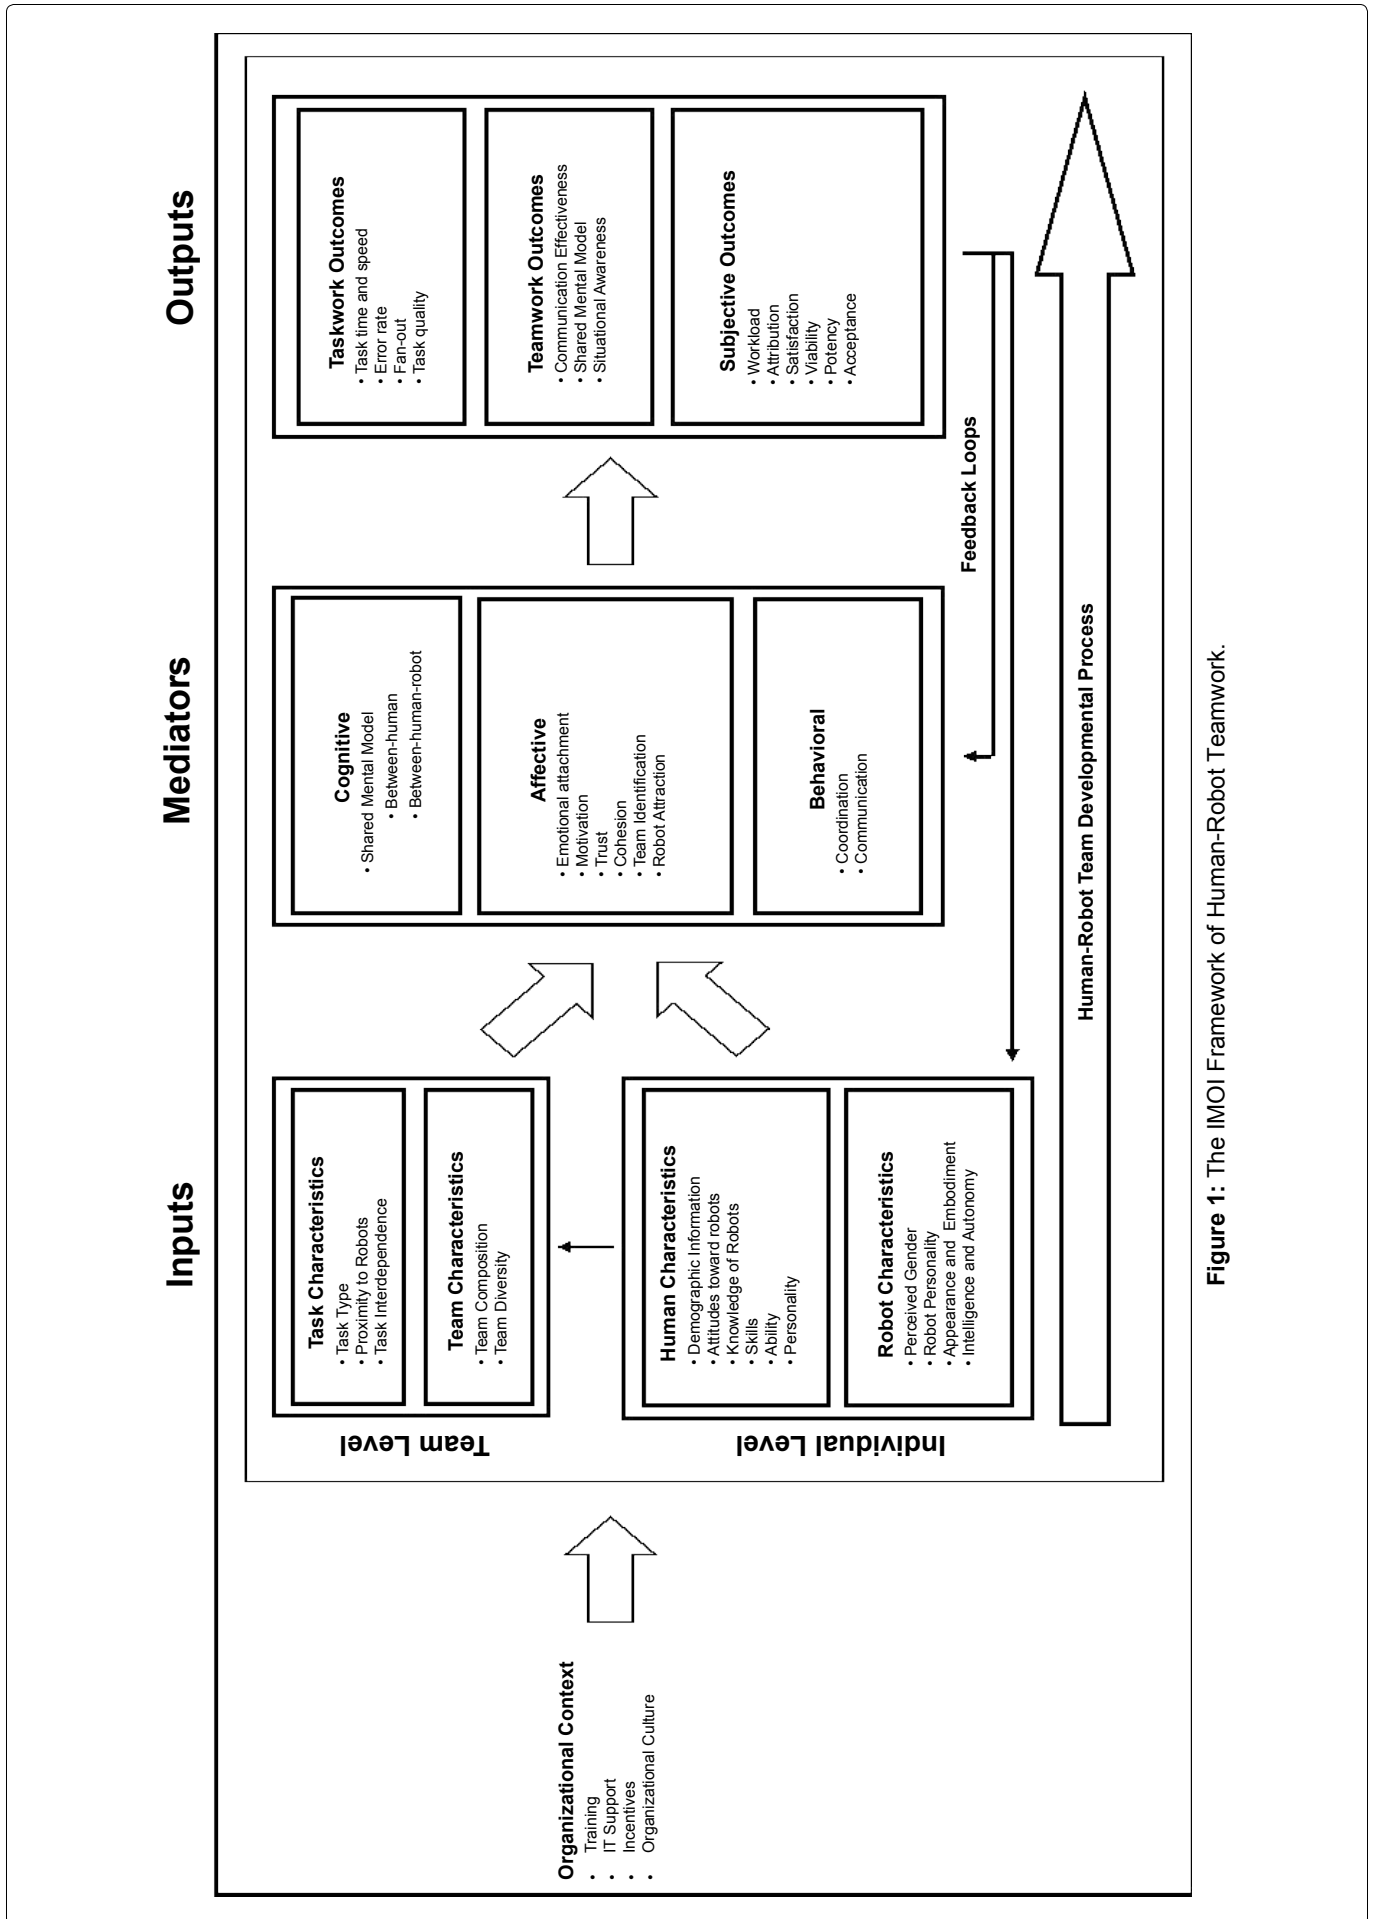 Inputs
Mediators
Outputs
Organizational Context
• Training
• IT Support
• Incentives
• Organizational Culture
Team Level
Task Characteristics
• Task Type
• Proximity to Robots
• Task Interdependence
Team Characteristics
• Team Composition
• Team Diversity
Individual Level
Human Characteristics
• Demographic Information
• Attitudes toward robots
• Knowledge of Robots
• Skills
• Ability
• Personality
Robot Characteristics
• Perceived Gender
• Robot Personality
• Appearance and Embodiment
• Intelligence and Autonomy
Cognitive
• Shared Mental Model
• Between-human
• Between-human-robot
Affective
• Emotional attachment
• Motivation
• Trust
• Cohesion
• Team Identification
• Robot Attraction
Behavioral
• Coordination
• Communication
Taskwork Outcomes
• Task time and speed
• Error rate
• Fan-out
• Task quality
Teamwork Outcomes
• Communication Effectiveness
• Shared Mental Model
• Situational Awareness
Subjective Outcomes
• Workload
• Attribution
• Satisfaction
• Viability
• Potency
• Acceptance
Feedback Loops
Human-Robot Team Developmental Process
Figure 1: The IMOI Framework of Human-Robot Teamwork.